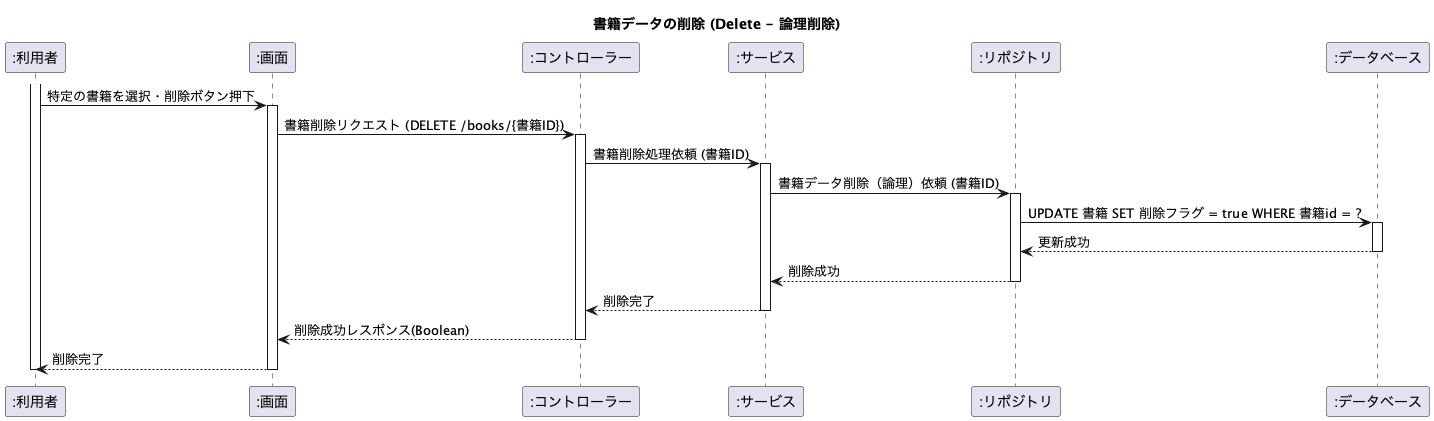 書籍データの削除 (Delete - 論理削除)
:利用者 :画面 :コントローラー :サービス :リポジトリ :データベース
特定の書籍を選択・削除ボタン押下
書籍削除リクエスト (DELETE /books/{書籍ID})
書籍削除処理依頼 (書籍ID)
書籍データ削除（論理）依頼 (書籍ID)
UPDATE 書籍 SET 削除フラグ = true WHERE 書籍id = ?
更新成功
削除成功
削除完了
削除成功レスポンス(Boolean)
削除完了
:利用者 :画面 :コントローラー :サービス :リポジトリ :データベース